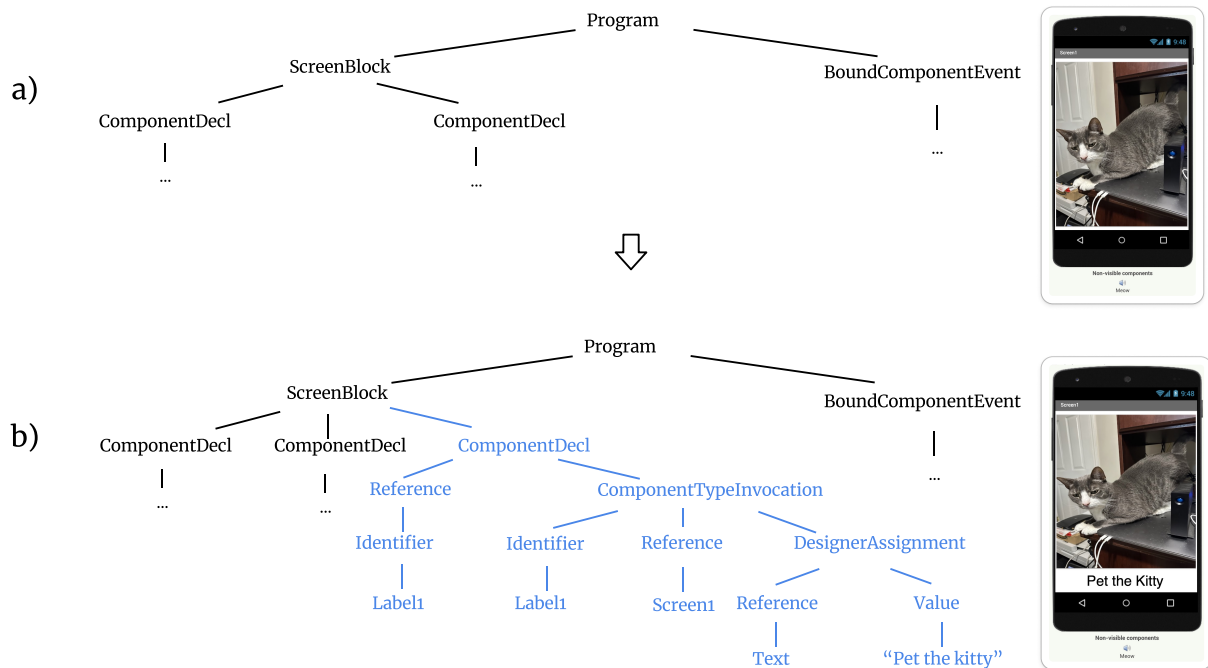 a)
Program
ScreenBlock
BoundComponentEvent
ComponentDecl
ComponentDecl
...
...
...
9:48
Screen1
Non-visible components
Meow
b)
Program
ScreenBlock
BoundComponentEvent
ComponentDecl
ComponentDecl
ComponentDecl
...
...
...
Reference
ComponentTypeInvocation
Identifier
Identifier
Reference
DesignerAssignment
Label1
Label1
Screen1
Reference
Value
Text
“Pet the kitty”
9:48
Screen1
Pet the Kitty
Non-visible components
Meow